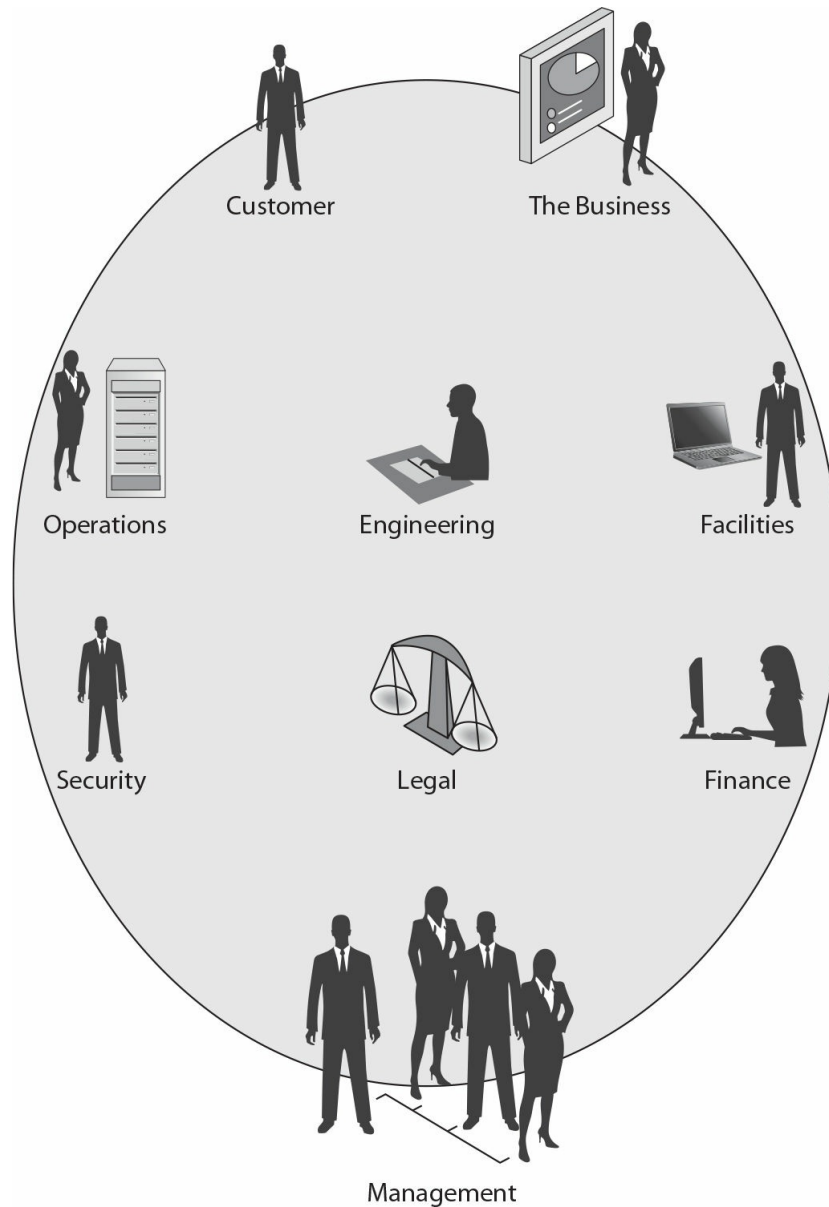 Customer
The Business
Operations
Engineering
Facilities
Security
Legal
Finance
Management